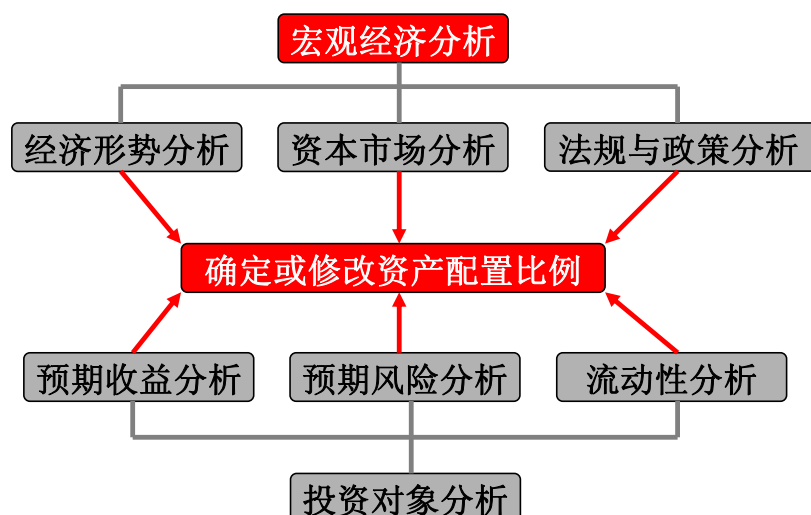 宏观经济分析
经济形势分析
资本市场分析
法规与政策分析
确定或修改资产配置比例
预期收益分析
预期风险分析
流动性分析
投资对象分析